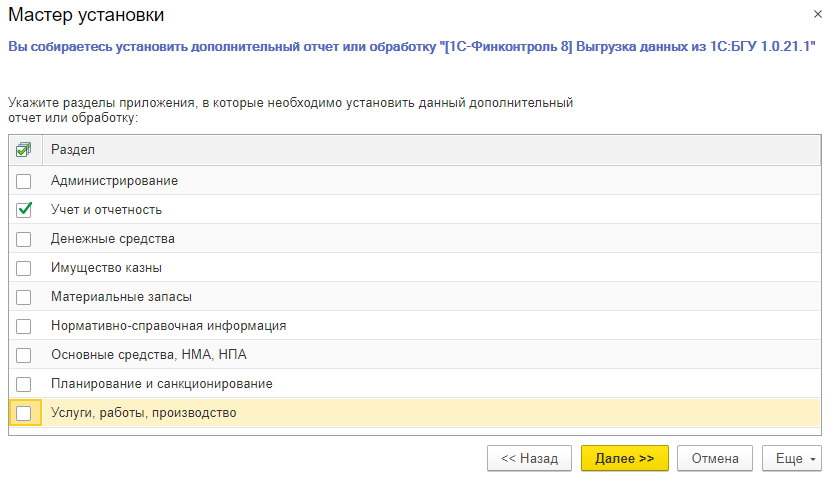 Мастер установки
×
Вы собираетесь установить дополнительный отчет или обработку "[1С-Финконтроль 8] Выгрузка данных из 1С:БГУ 1.0.21.1"
Укажите разделы приложения, в которые необходимо установить данный дополнительный
отчет или обработку:
Раздел
Администрирование
Учет и отчетность
Денежные средства
Имущество казны
Материальные запасы
Нормативно-справочная информация
Основные средства, НМА, НПА
Планирование и санкционирование
Услуги, работы, производство
<< Назад Далее >> Отмена Еще